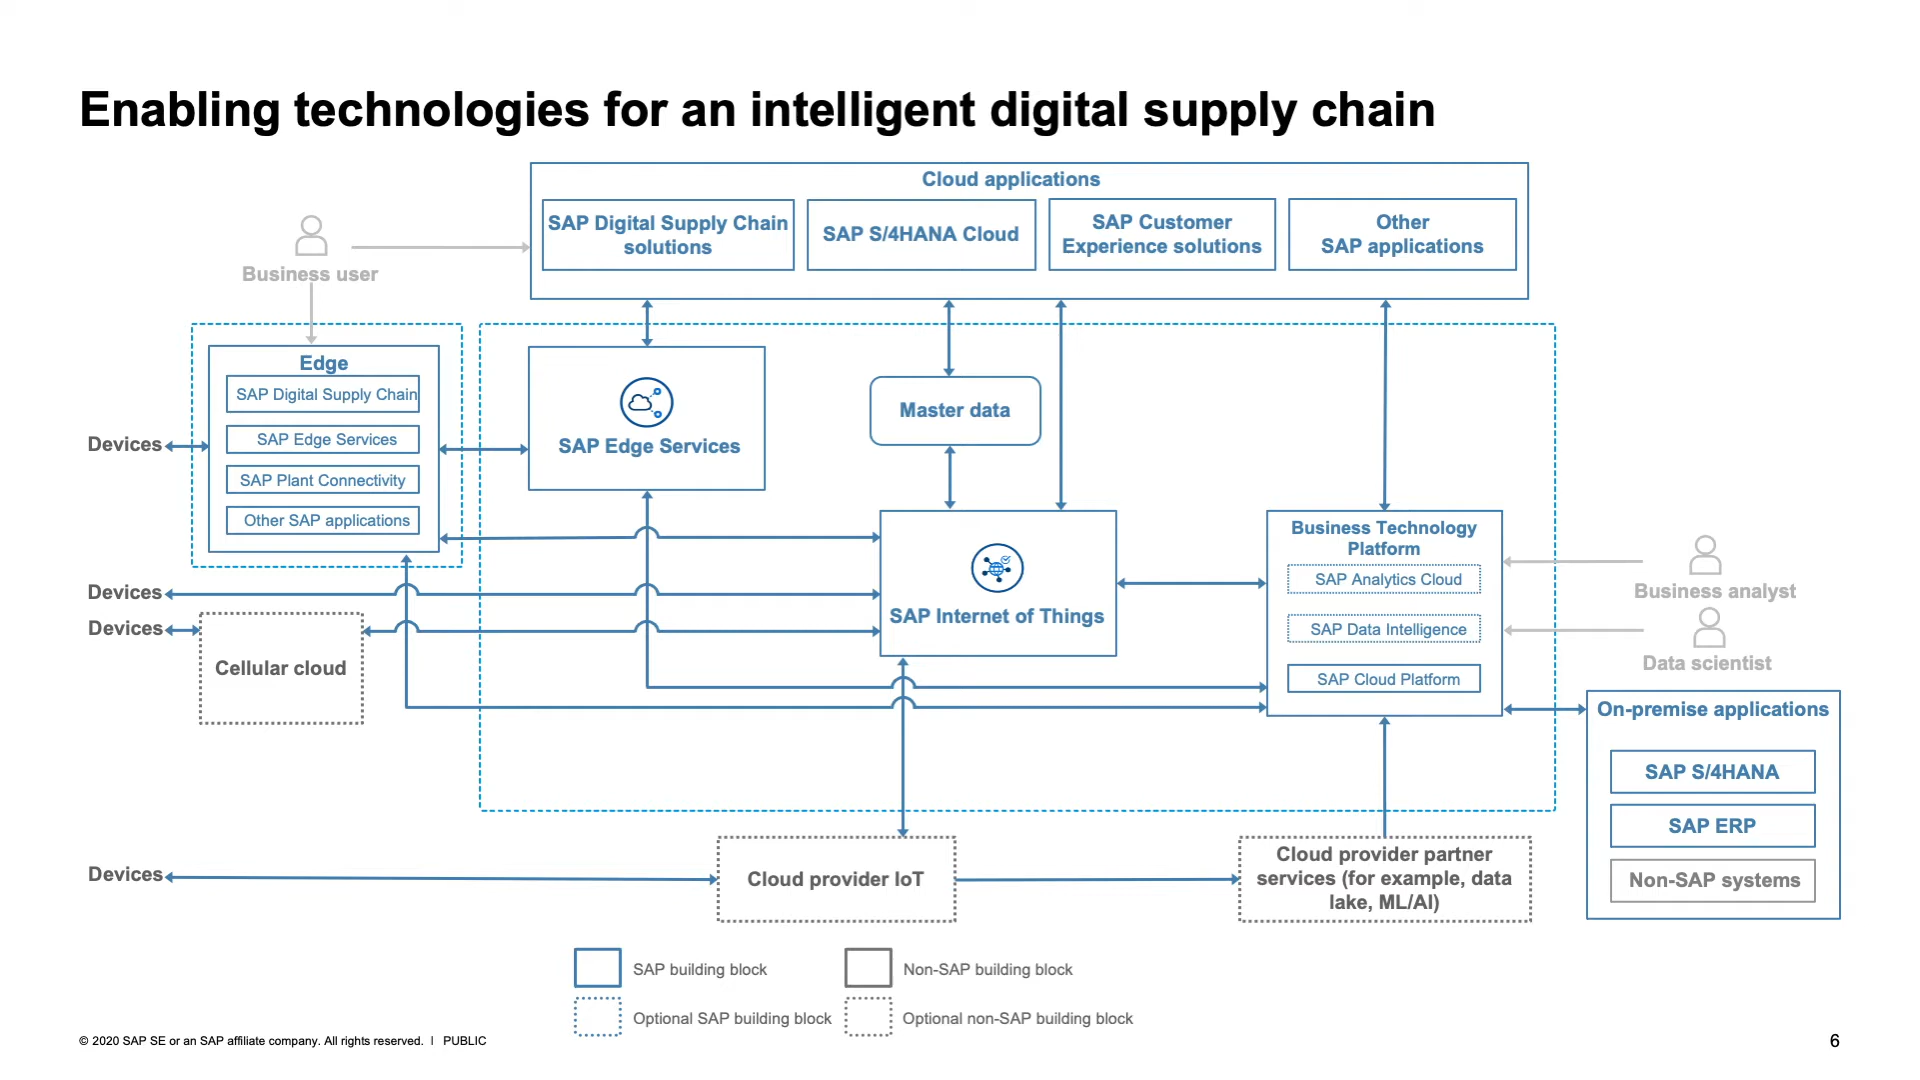 Enabling technologies for an intelligent digital supply chain
Cloud applications
SAP Digital Supply Chain
solutions
SAP S/4HANA Cloud
SAP Customer
Experience solutions
Other
SAP applications
Business user
Edge
SAP Digital Supply Chain
SAP Edge Services
SAP Plant Connectivity
Other SAP applications
Devices
SAP Edge Services
Master data
SAP Internet of Things
Business Technology
Platform
SAP Analytics Cloud
SAP Data Intelligence
SAP Cloud Platform
Business analyst
Data scientist
Devices
Devices
Cellular cloud
On-premise applications
SAP S/4HANA
SAP ERP
Non-SAP systems
Devices
Cloud provider IoT
Cloud provider partner
services (for example, data
lake, ML/AI)
SAP building block
Non-SAP building block
Optional SAP building block
Optional non-SAP building block
© 2020 SAP SE or an SAP affiliate company. All rights reserved. | PUBLIC
6